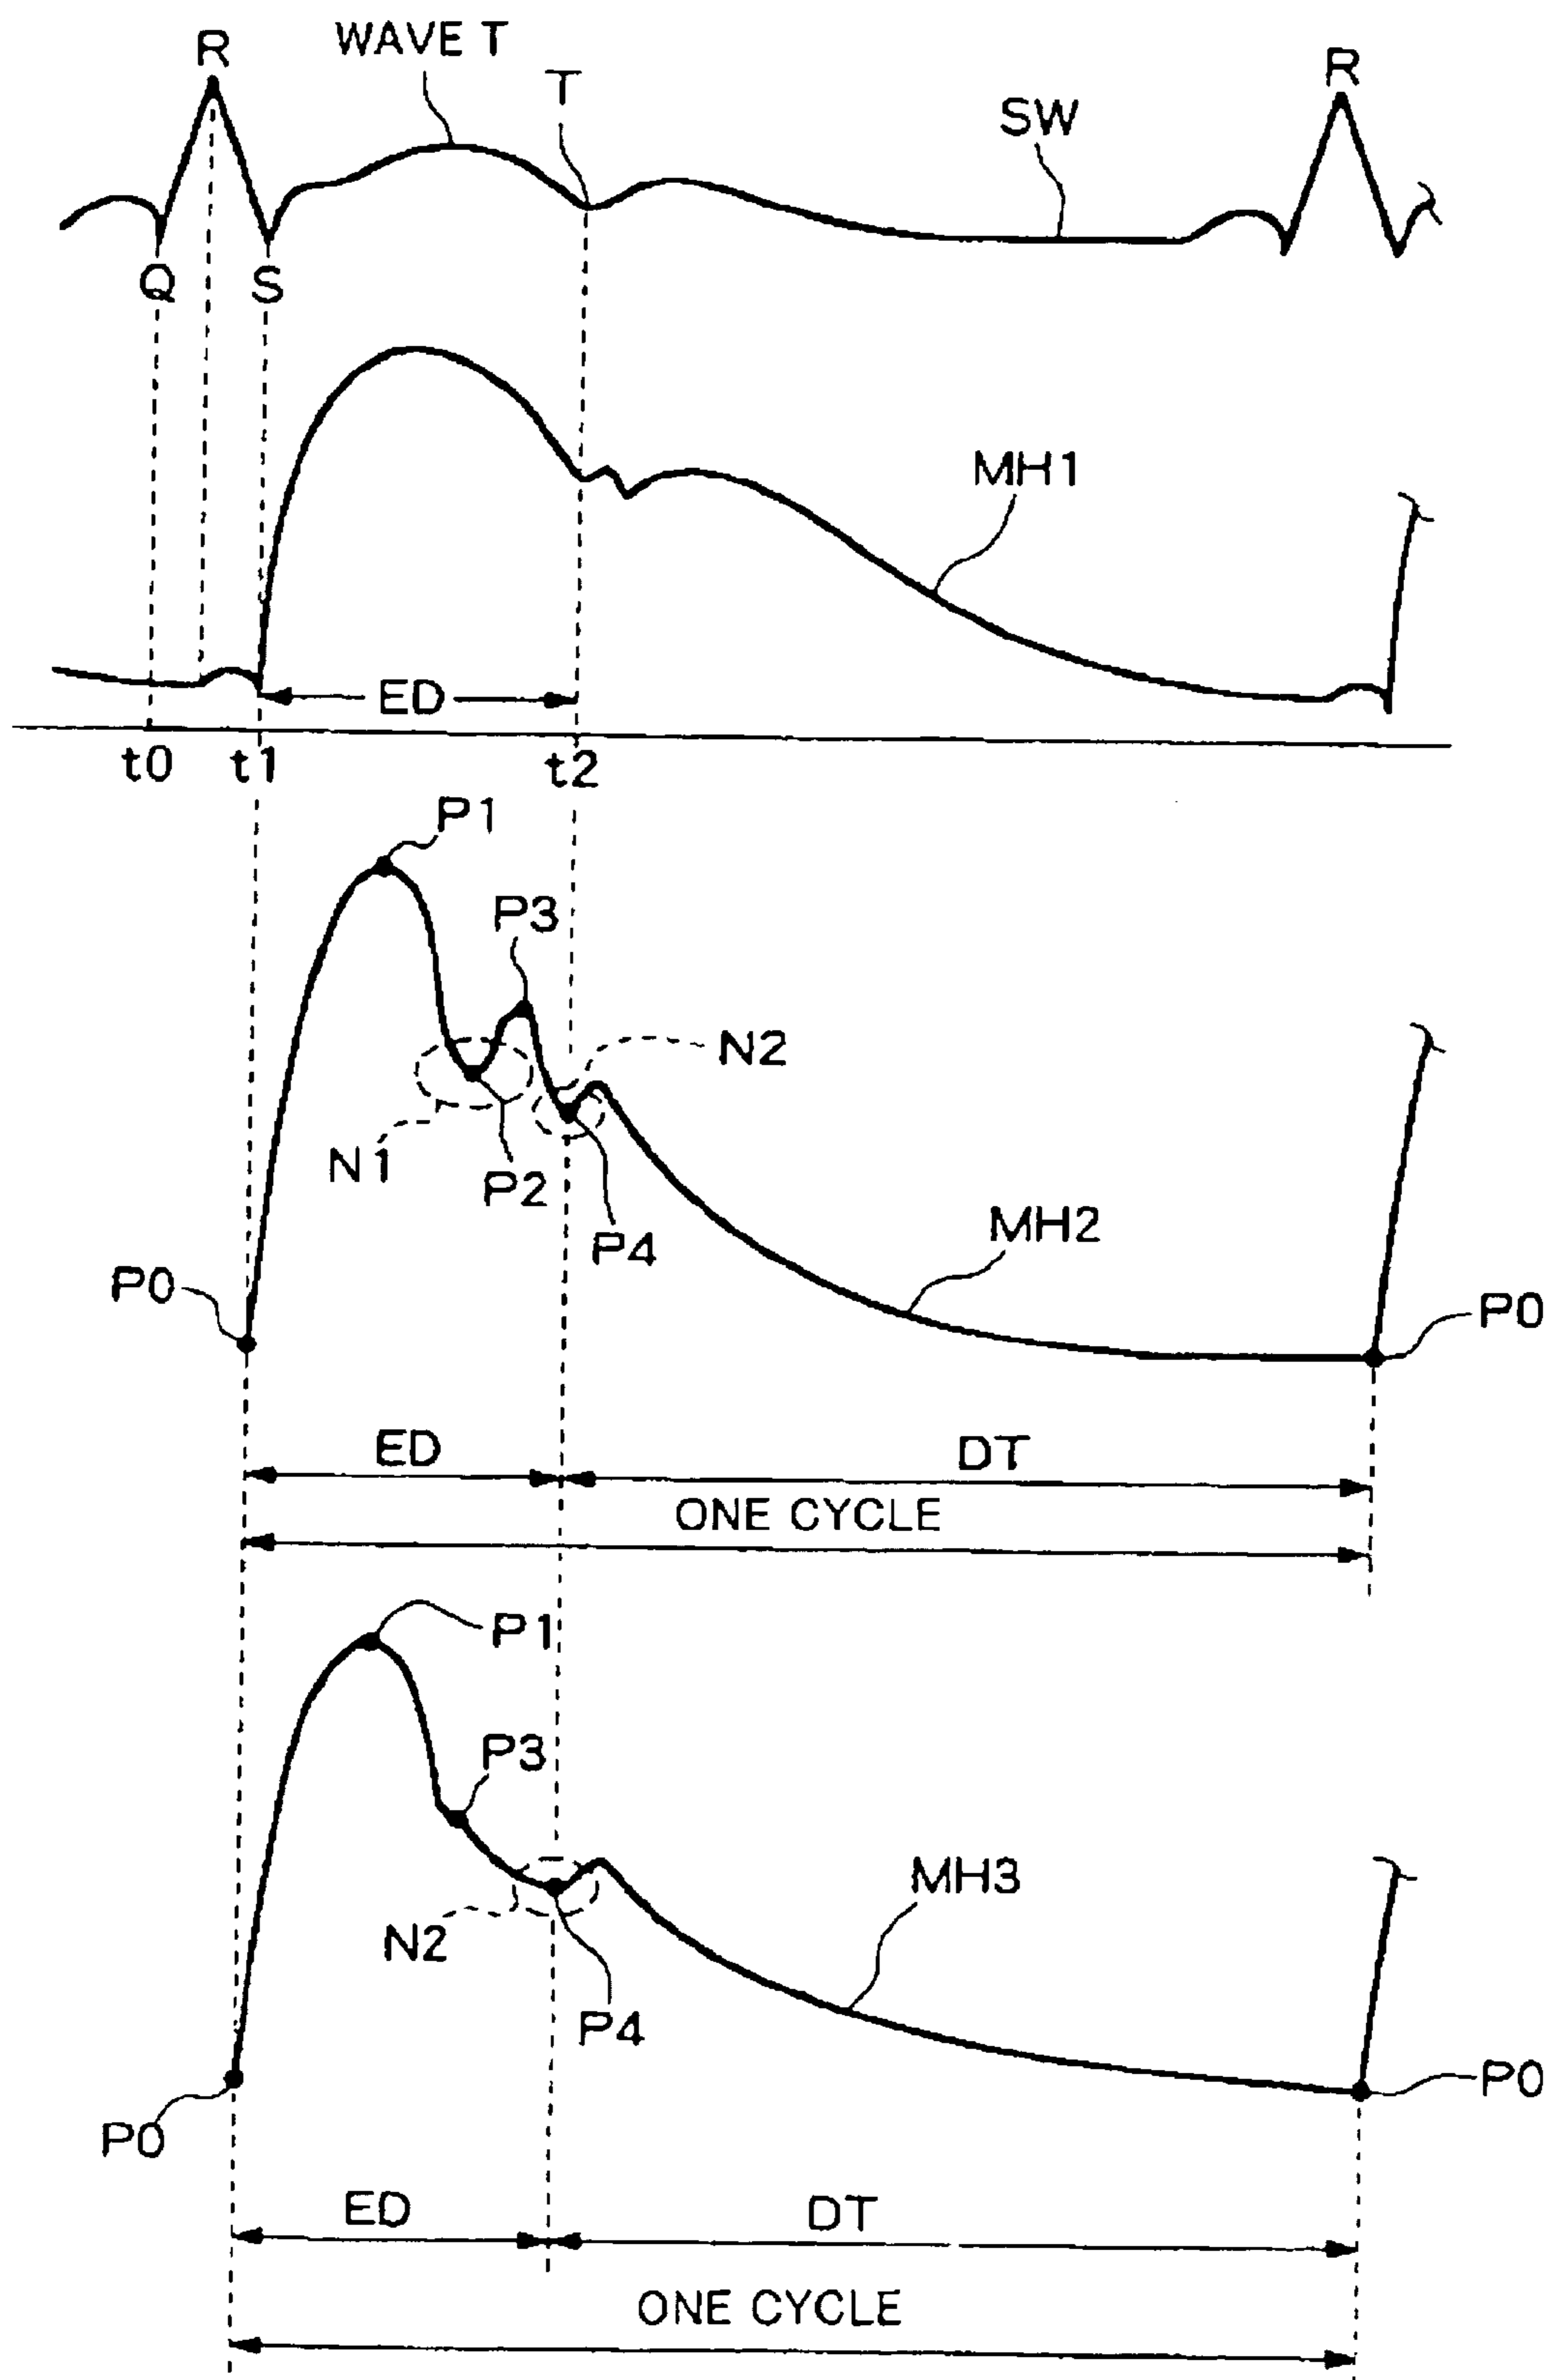 R
WAVE T
T
SW
R
Q
S
MH1
ED
t0
t1
t2
P1
P3
N2
N1
P2
P4
MH2
P0
P0
ED
DT
ONE CYCLE
P1
P3
MH3
N2
P4
P0
P0
ED
DT
ONE CYCLE